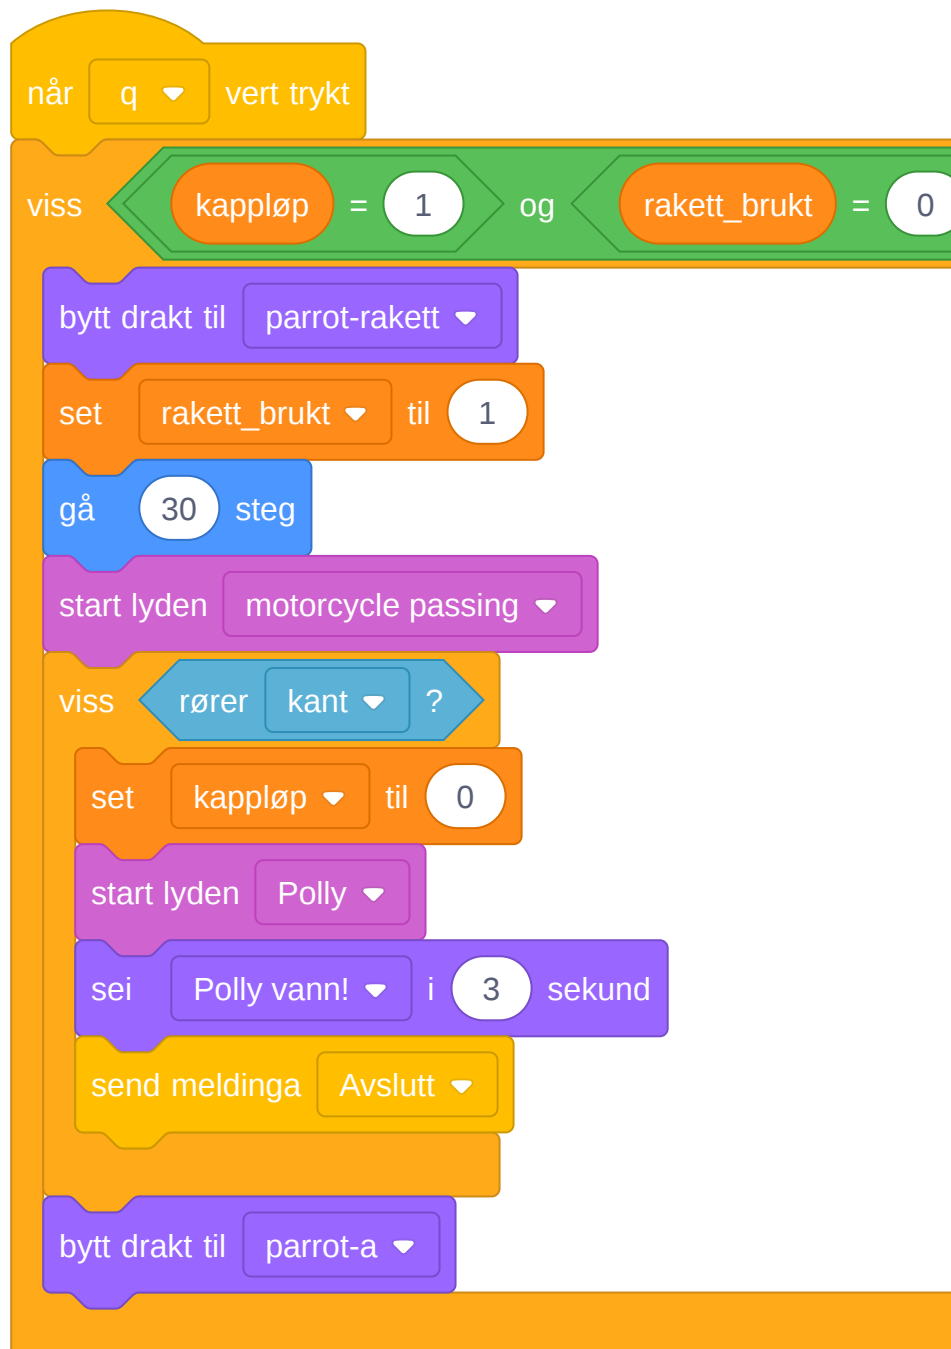 når q vert trykt
viss kappløp = 1 og rakett_brukt = 0
bytt drakt til parrot-rakett
set rakett_brukt til 1
gå 30 steg
start lyden motorcycle passing
viss rører kant ?
set kappløp til 0
start lyden Polly
sei Polly vann! i 3 sekund
send meldinga Avslutt
bytt drakt til parrot-a